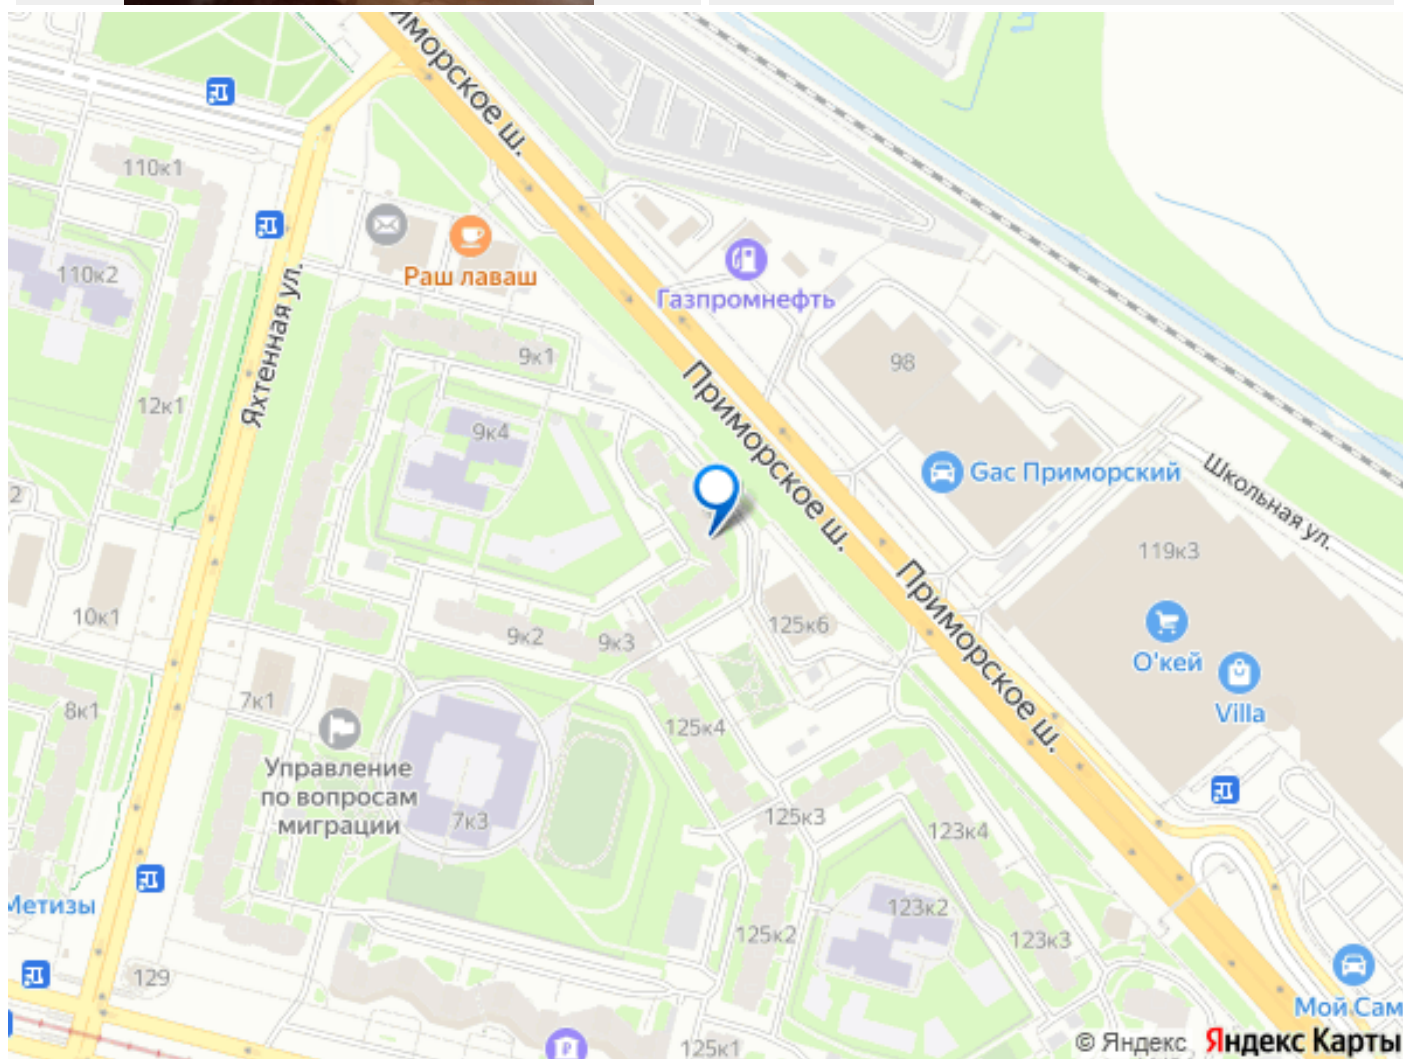 Приморское ш.
110к1
110к2
Раш лаваш
Газпромнефть
Яхтенная ул.
9к1
98
12к1
9к4
Приморское ш.
Gac Приморский
Школьная ул.
2
119к3
10к1
9к2
9к3
125к6
Приморское ш.
О'кей
Villa
8к1
7к1
125к4
Управление
по вопросам
миграции
7к3
125к3
123к4
Метизы
123к2
125к2
123к3
129
Мой Сам
125к1
© Яндекс Яндекс Карты